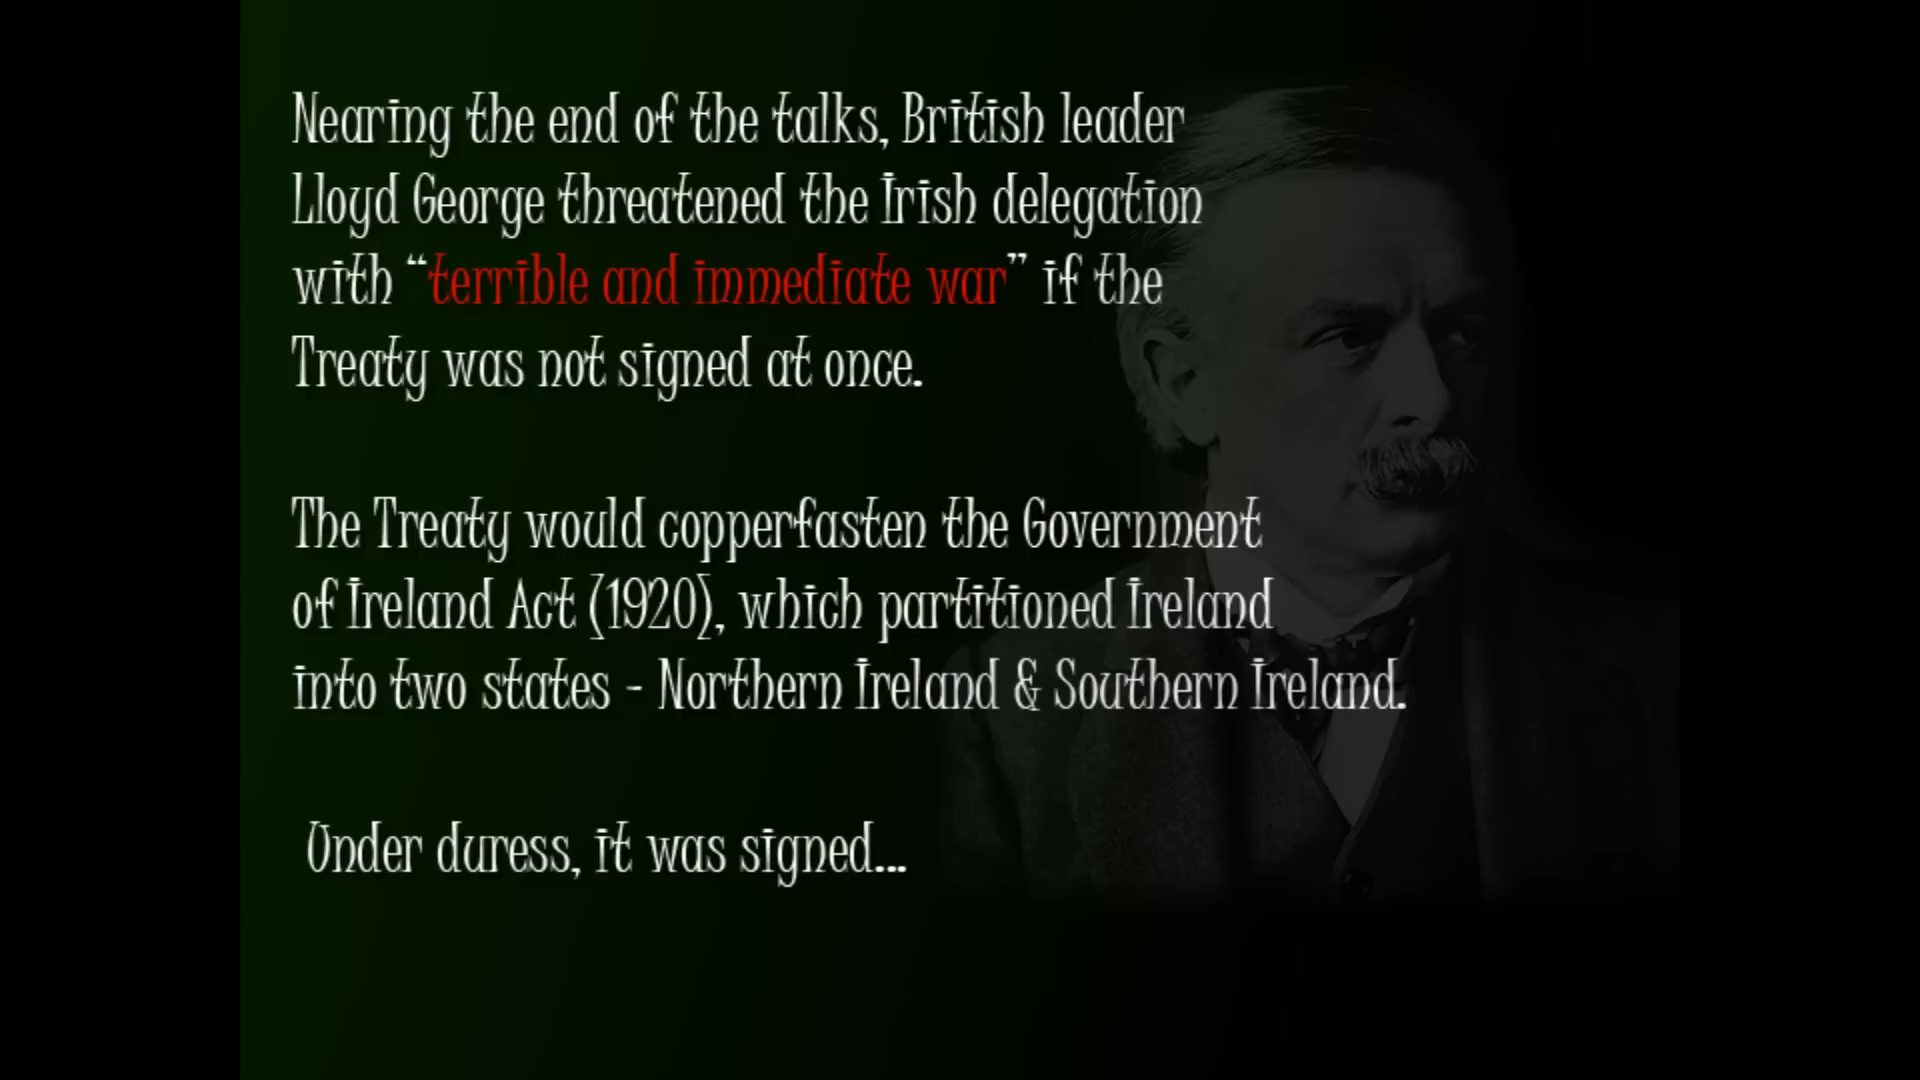 Nearing the end of the talks, British leader
Lloyd George threatened the Irish delegation
with “terrible and immediate war” if the
Treaty was not signed at once.
The Treaty would copperfasten the Government
of Ireland Act (1920), which partitioned Ireland
into two states - Northern Ireland & Southern Ireland.
Under duress, it was signed...